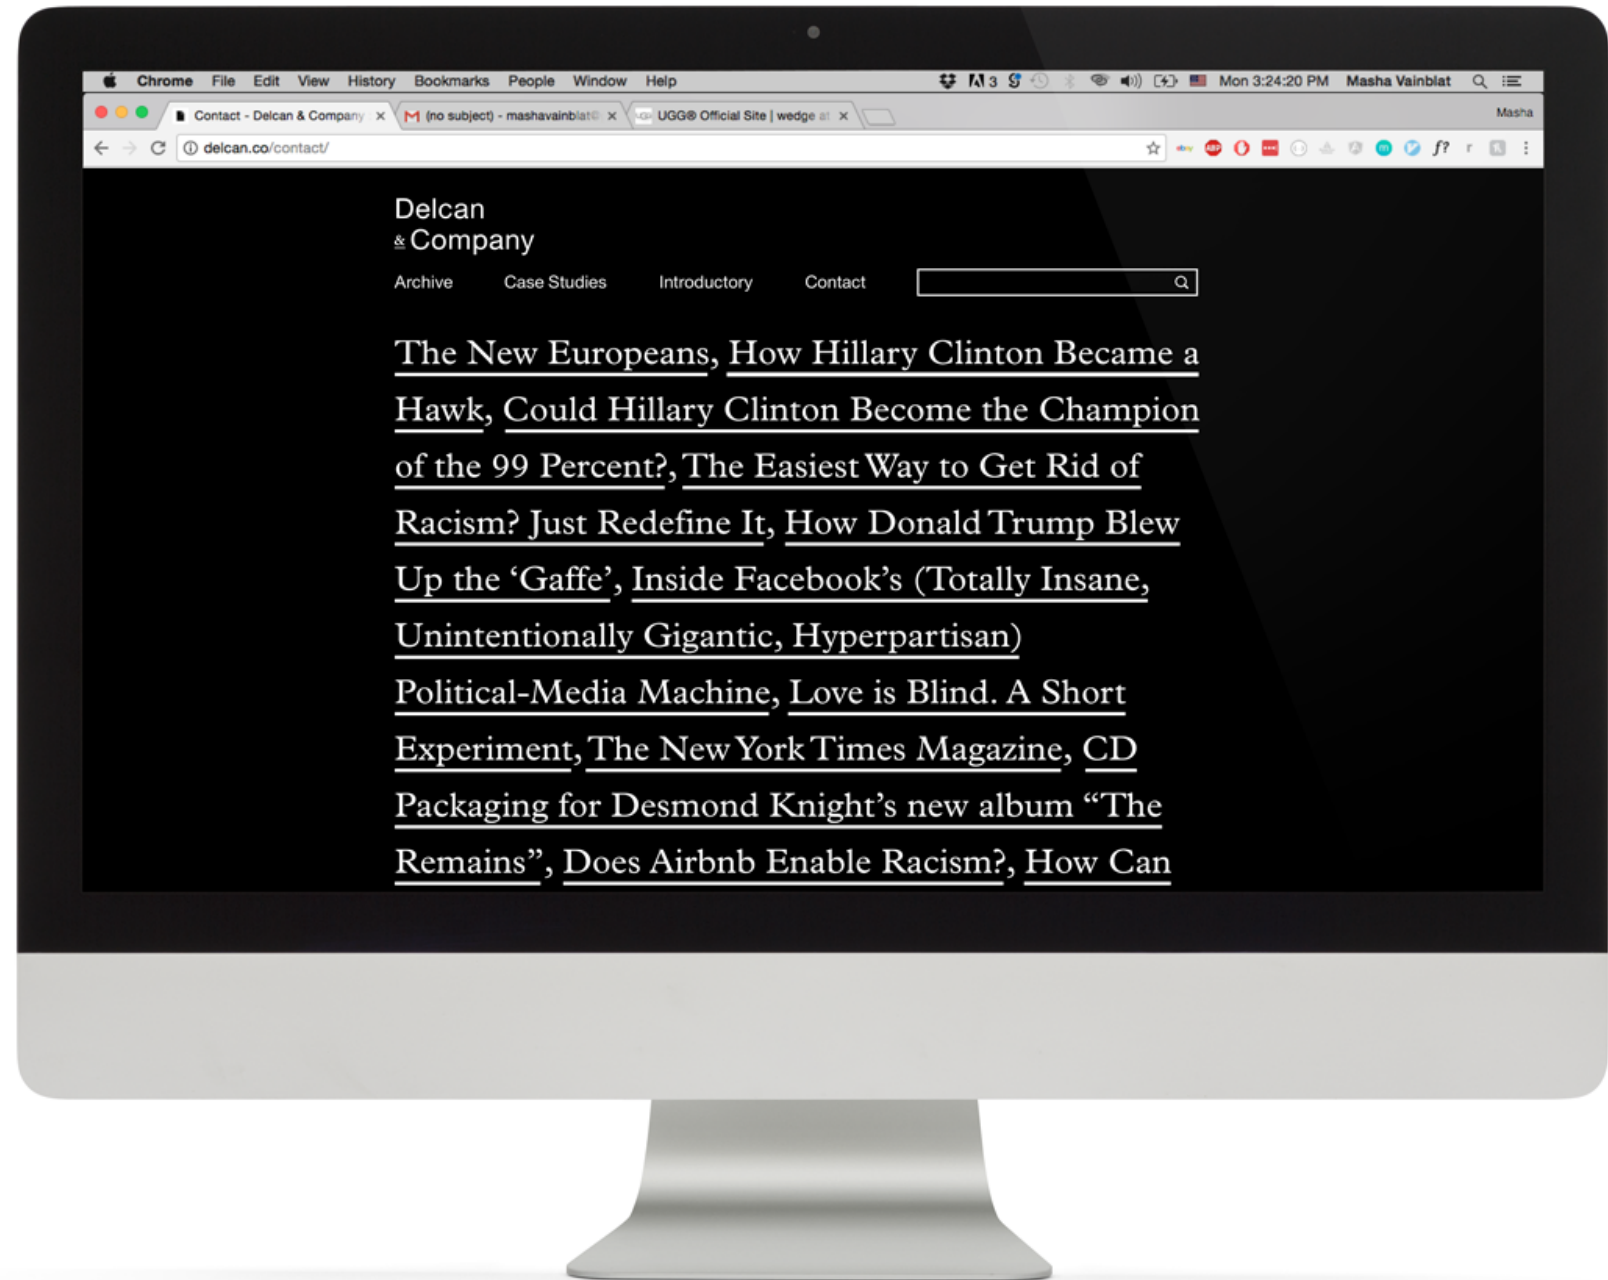 Chrome File Edit View History Bookmarks People Window Help 3 Mon 3:24:20 PM Masha Vainblat
Contact - Delcan & Company (no subject) - mashavainblat@ UGG® Official Site | wedge at Masha
delcan.co/contact/ ebay ABP f? r
Delcan
& Company
Archive Case Studies Introductory Contact
The New Europeans, How Hillary Clinton Became a
Hawk, Could Hillary Clinton Become the Champion
of the 99 Percent?, The Easiest Way to Get Rid of
Racism? Just Redefine It, How Donald Trump Blew
Up the ‘Gaffe’, Inside Facebook’s (Totally Insane,
Unintentionally Gigantic, Hyperpartisan)
Political-Media Machine, Love is Blind. A Short
Experiment, The New York Times Magazine, CD
Packaging for Desmond Knight’s new album “The
Remains”, Does Airbnb Enable Racism?, How Can